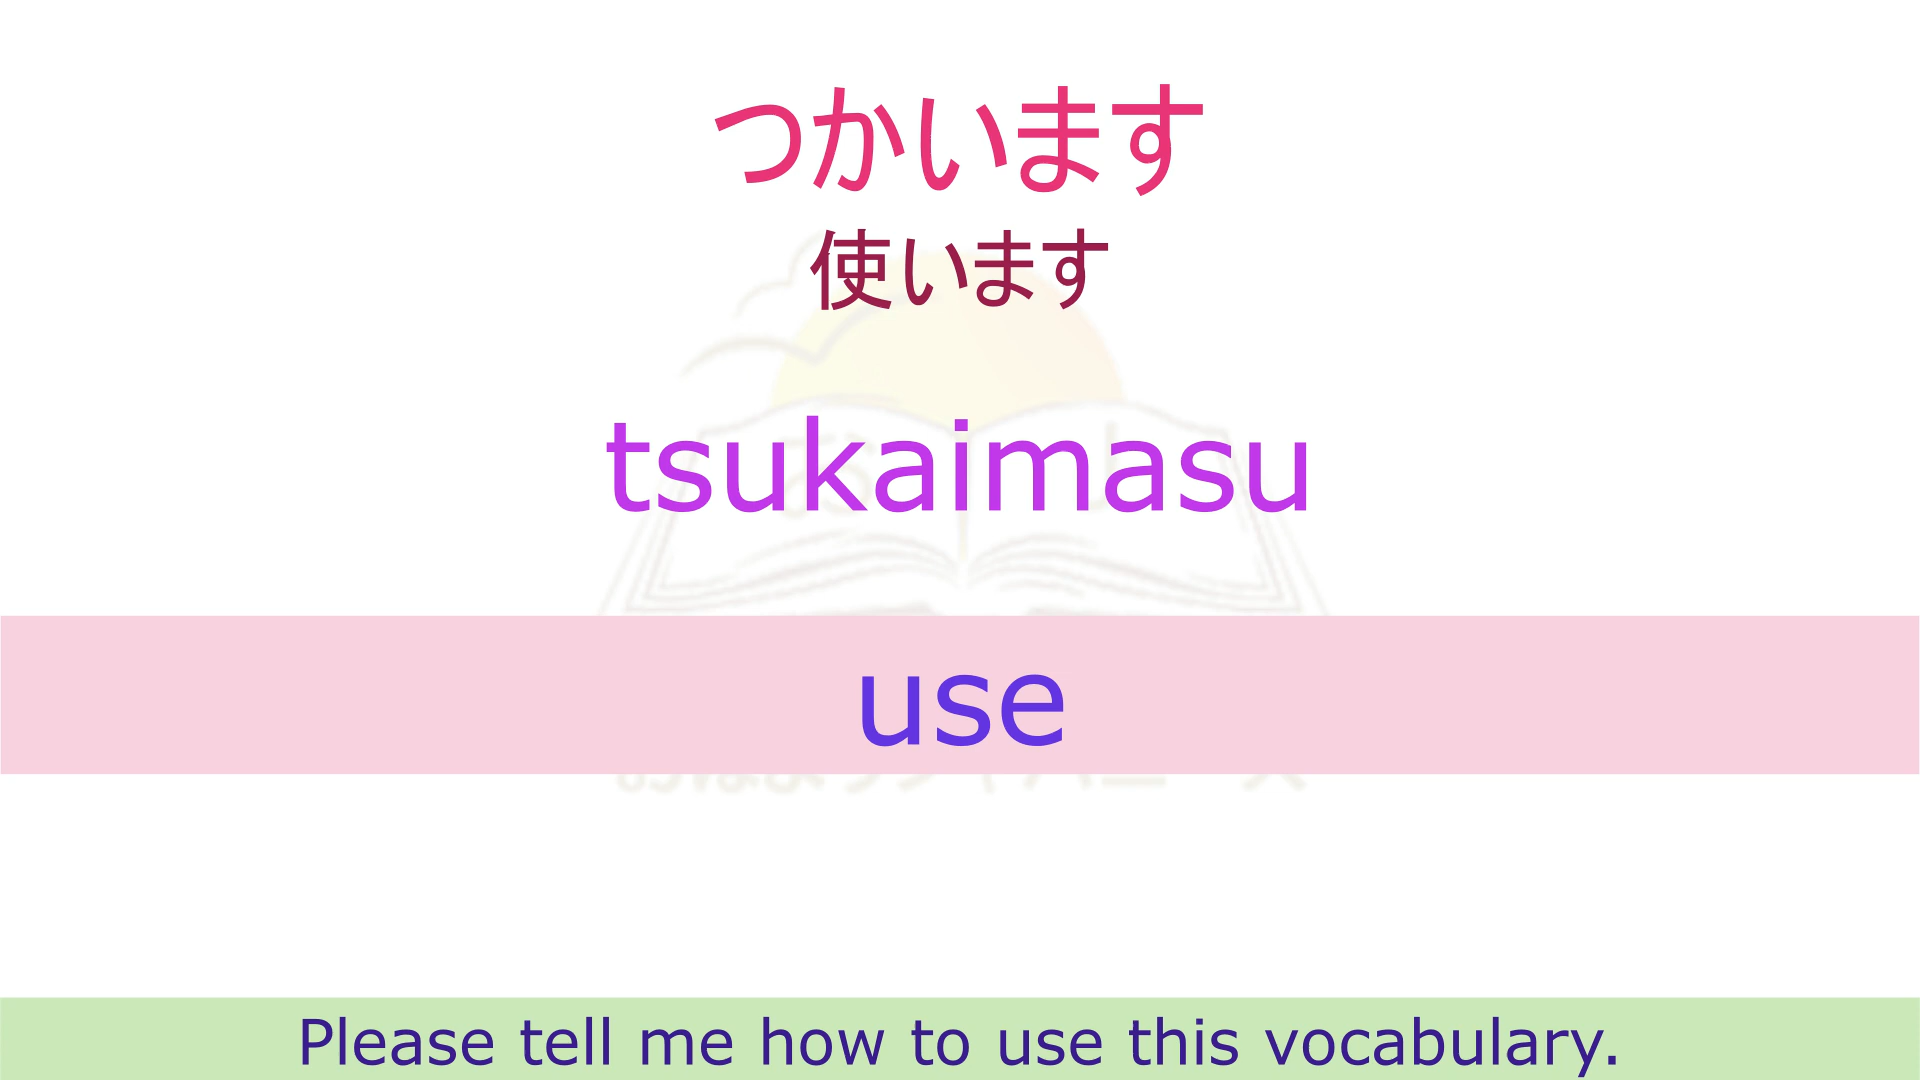 つかいます
使います
tsukaimasu
use
Please tell me how to use this vocabulary.